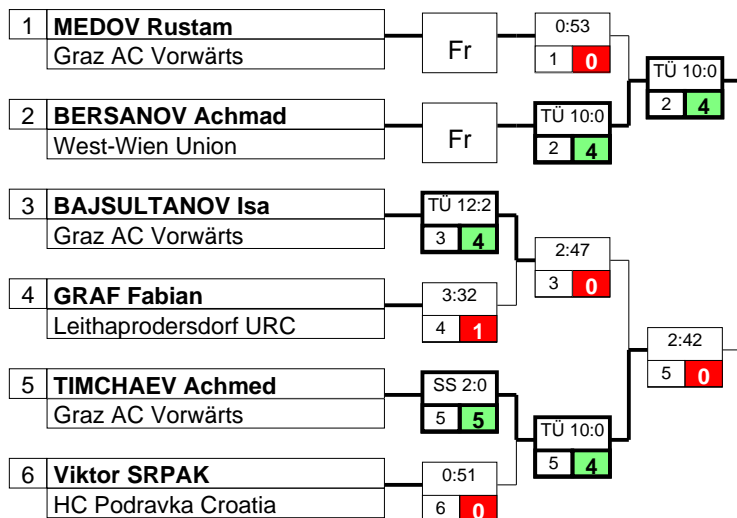 1 MEDOV Rustam
Graz AC Vorwärts
Fr
0:53
1 0
TÜ 10:0
2 4
2 BERSANOV Achmad
West-Wien Union
Fr
TÜ 10:0
2 4
3 BAJSULTANOV Isa
Graz AC Vorwärts
TÜ 12:2
3 4
2:47
3 0
4 GRAF Fabian
Leithaprodersdorf URC
3:32
4 1
2:42
5 0
5 TIMCHAEV Achmed
Graz AC Vorwärts
SS 2:0
5 5
TÜ 10:0
5 4
6 Viktor SRPAK
HC Podravka Croatia
0:51
6 0